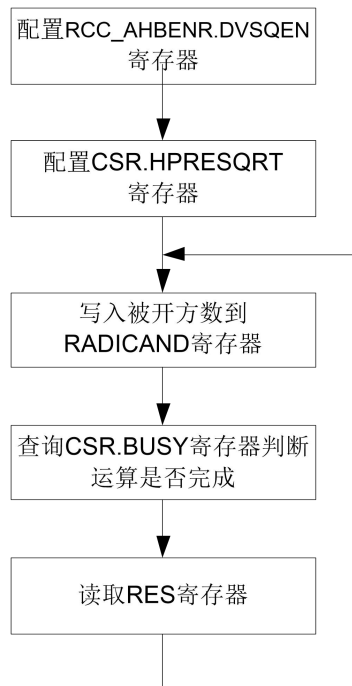 配置RCC_AHBENR.DVSQEN
寄存器
配置CSR.HPRESQRT
寄存器
写入被开方数到
RADICAND寄存器
查询CSR.BUSY寄存器判断
运算是否完成
读取RES寄存器